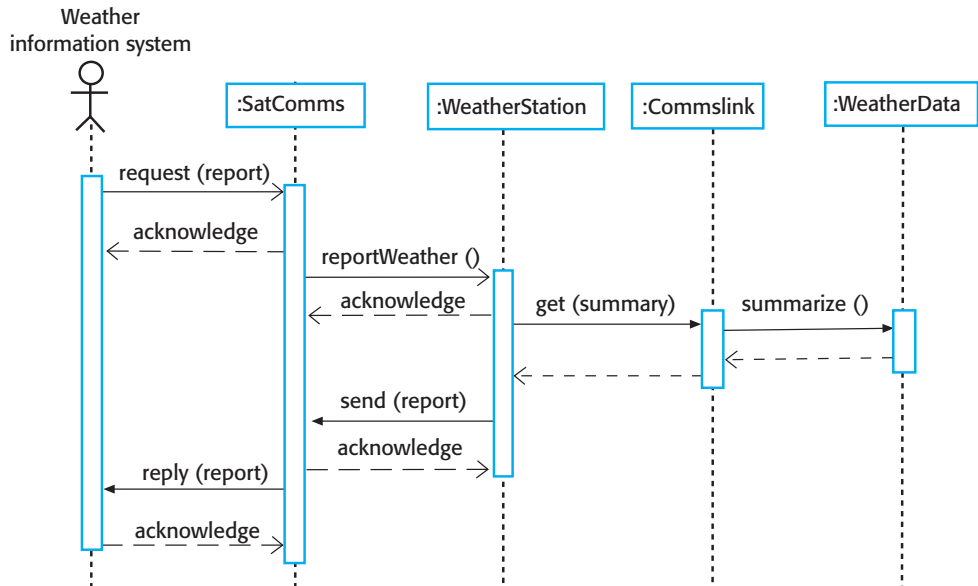 Weather
information system
:SatComms
:WeatherStation
:Commslink
:WeatherData
request (report)
acknowledge
reportWeather ()
acknowledge
get (summary)
summarize ()
send (report)
acknowledge
reply (report)
acknowledge